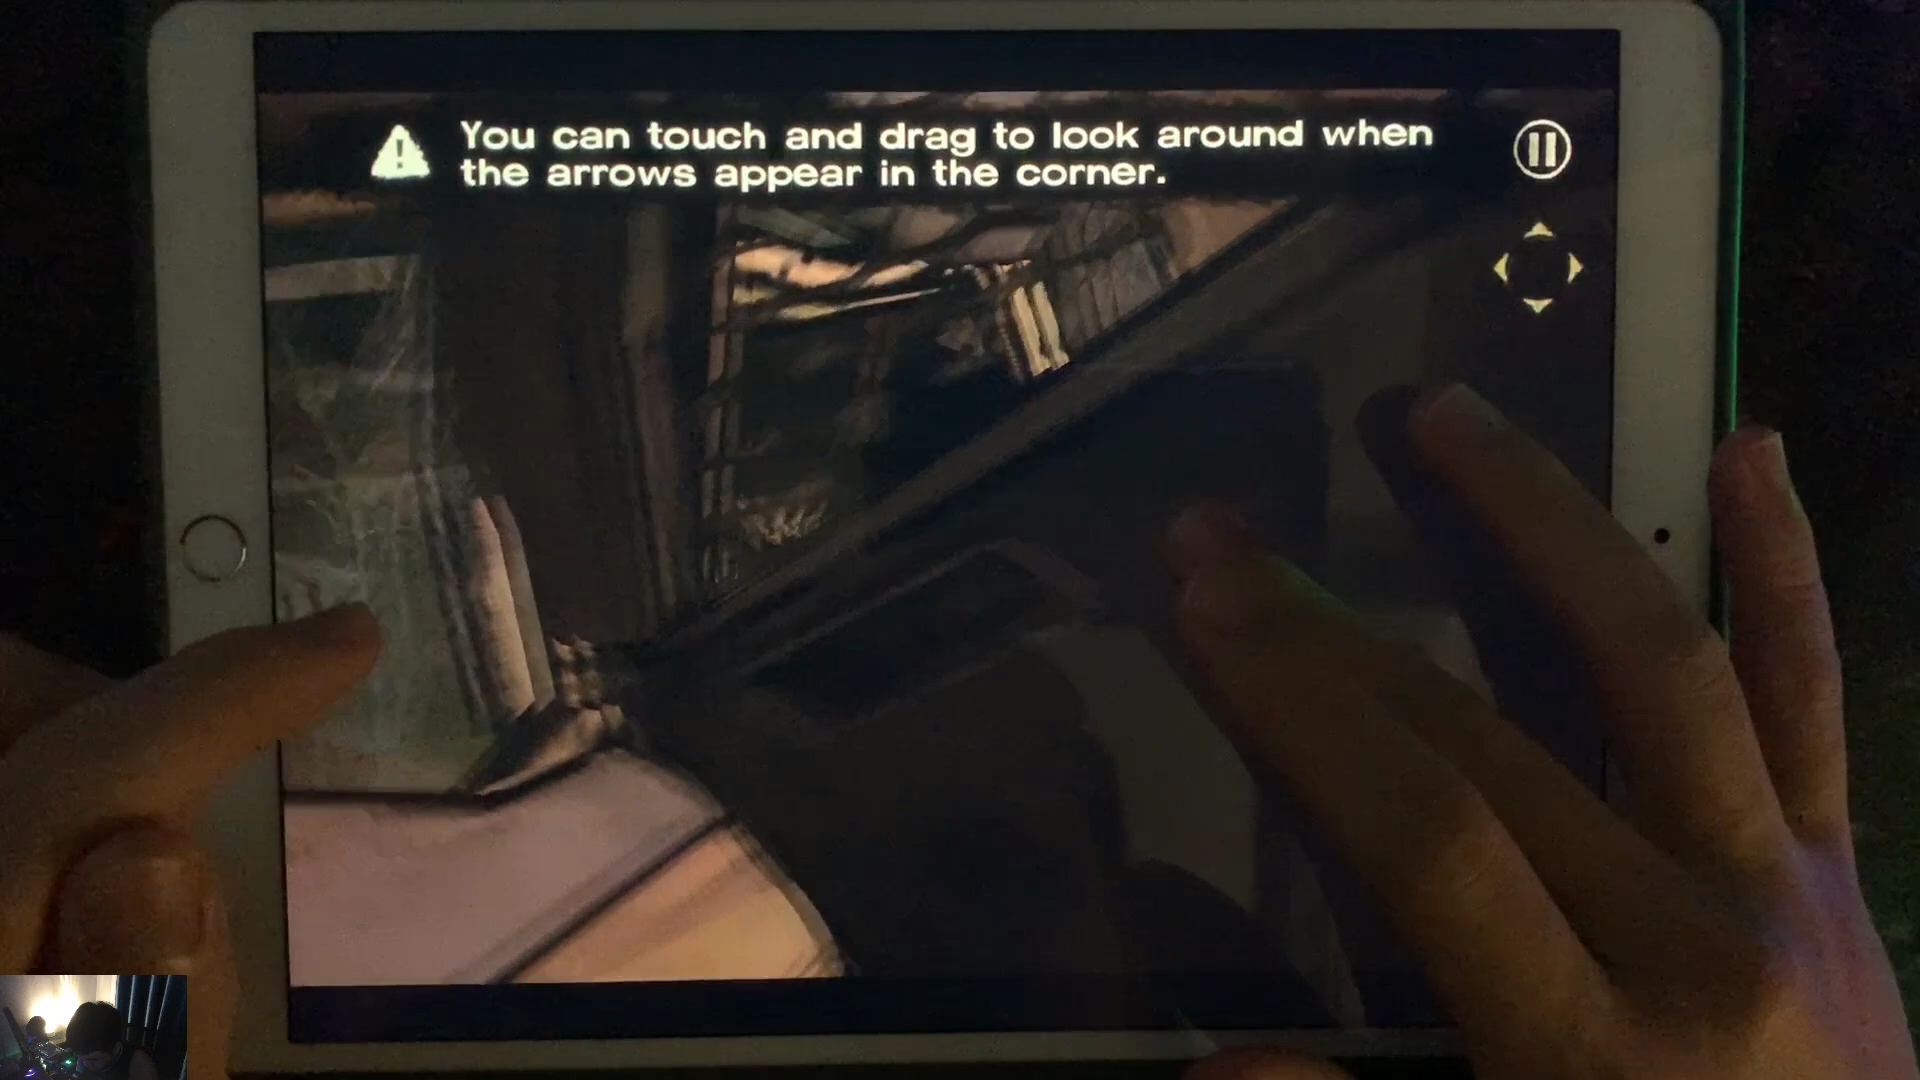 You can touch and drag to look around when
the arrows appear in the corner.